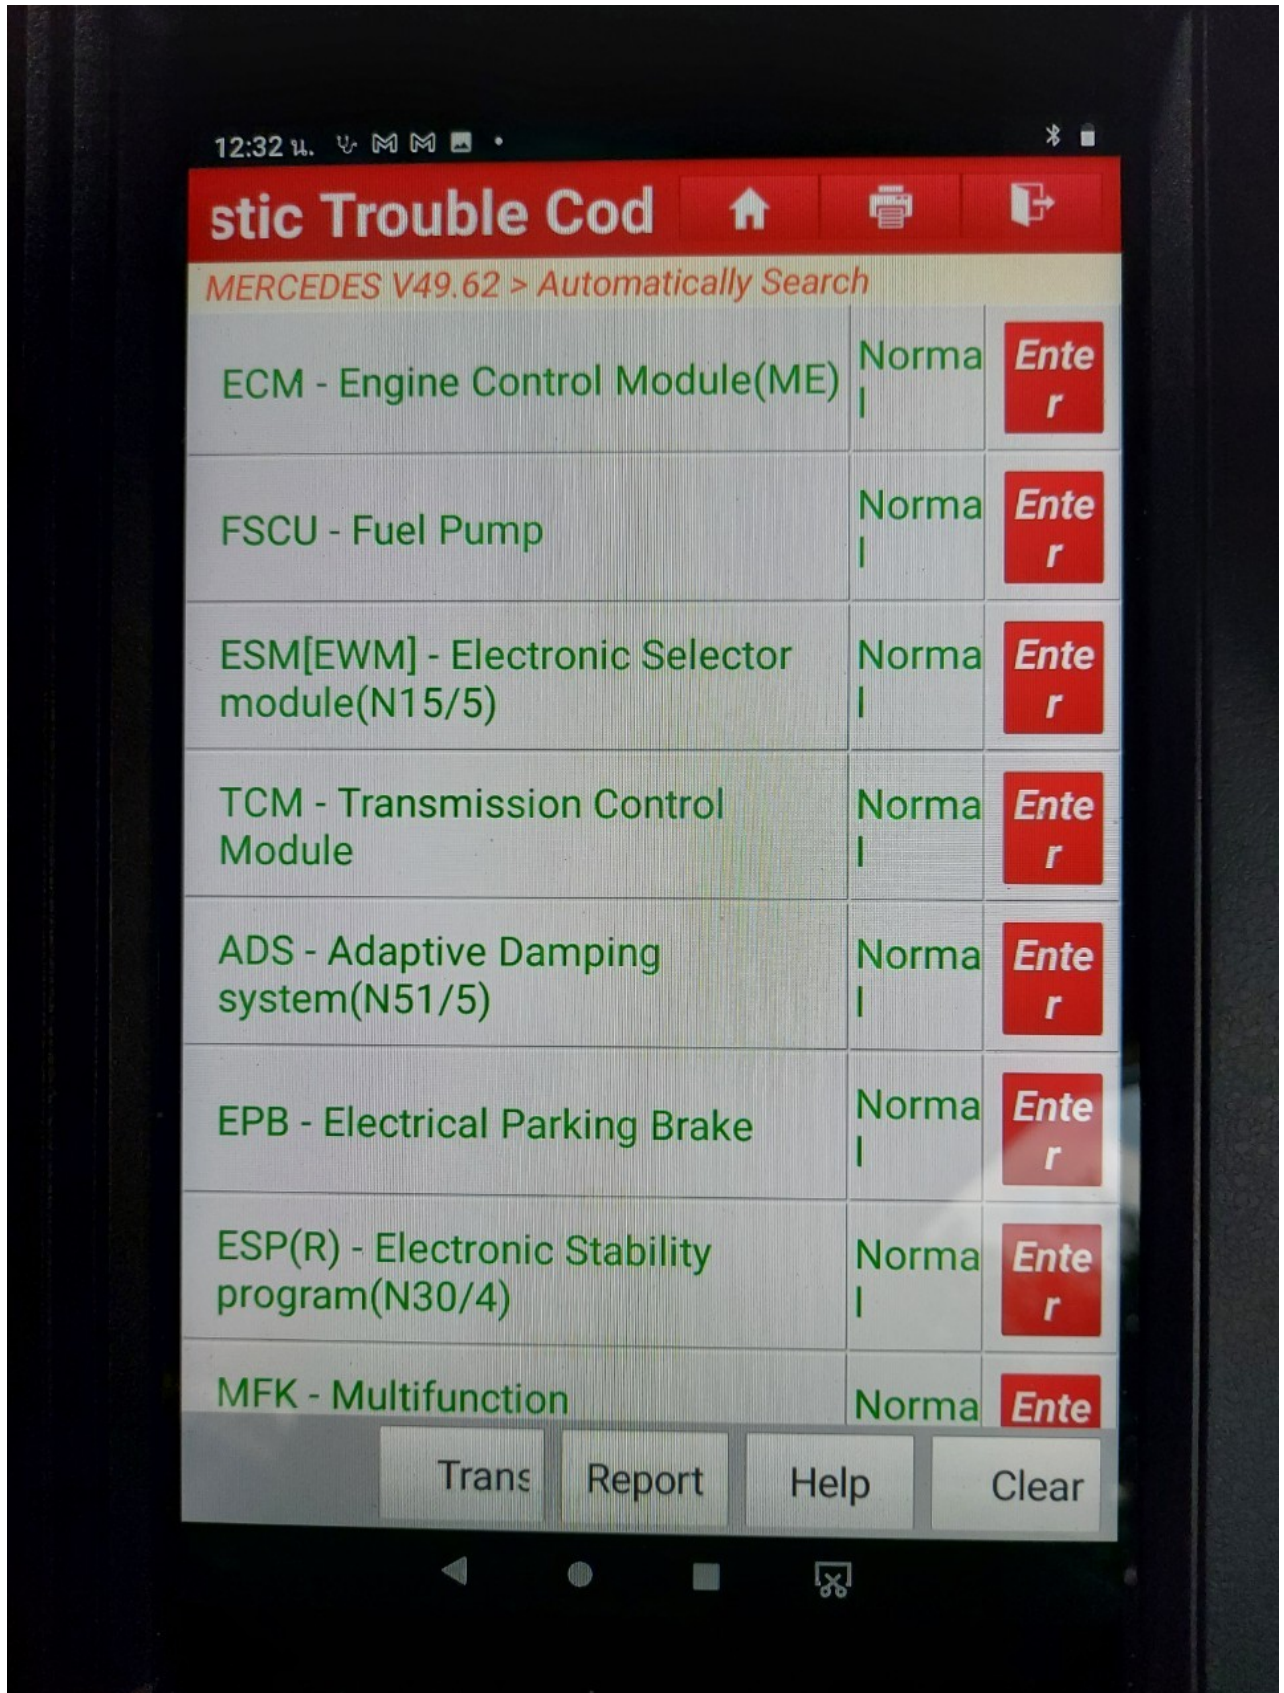 12:32 น.
stic Trouble Cod
MERCEDES V49.62 > Automatically Search
ECM - Engine Control Module(ME)
Norma
l
Ente
r
FSCU - Fuel Pump
Norma
l
Ente
r
ESM[EWM] - Electronic Selector
module(N15/5)
Norma
l
Ente
r
TCM - Transmission Control
Module
Norma
l
Ente
r
ADS - Adaptive Damping
system(N51/5)
Norma
l
Ente
r
EPB - Electrical Parking Brake
Norma
l
Ente
r
ESP(R) - Electronic Stability
program(N30/4)
Norma
l
Ente
r
MFK - Multifunction
Norma
Ente
Trans
Report
Help
Clear